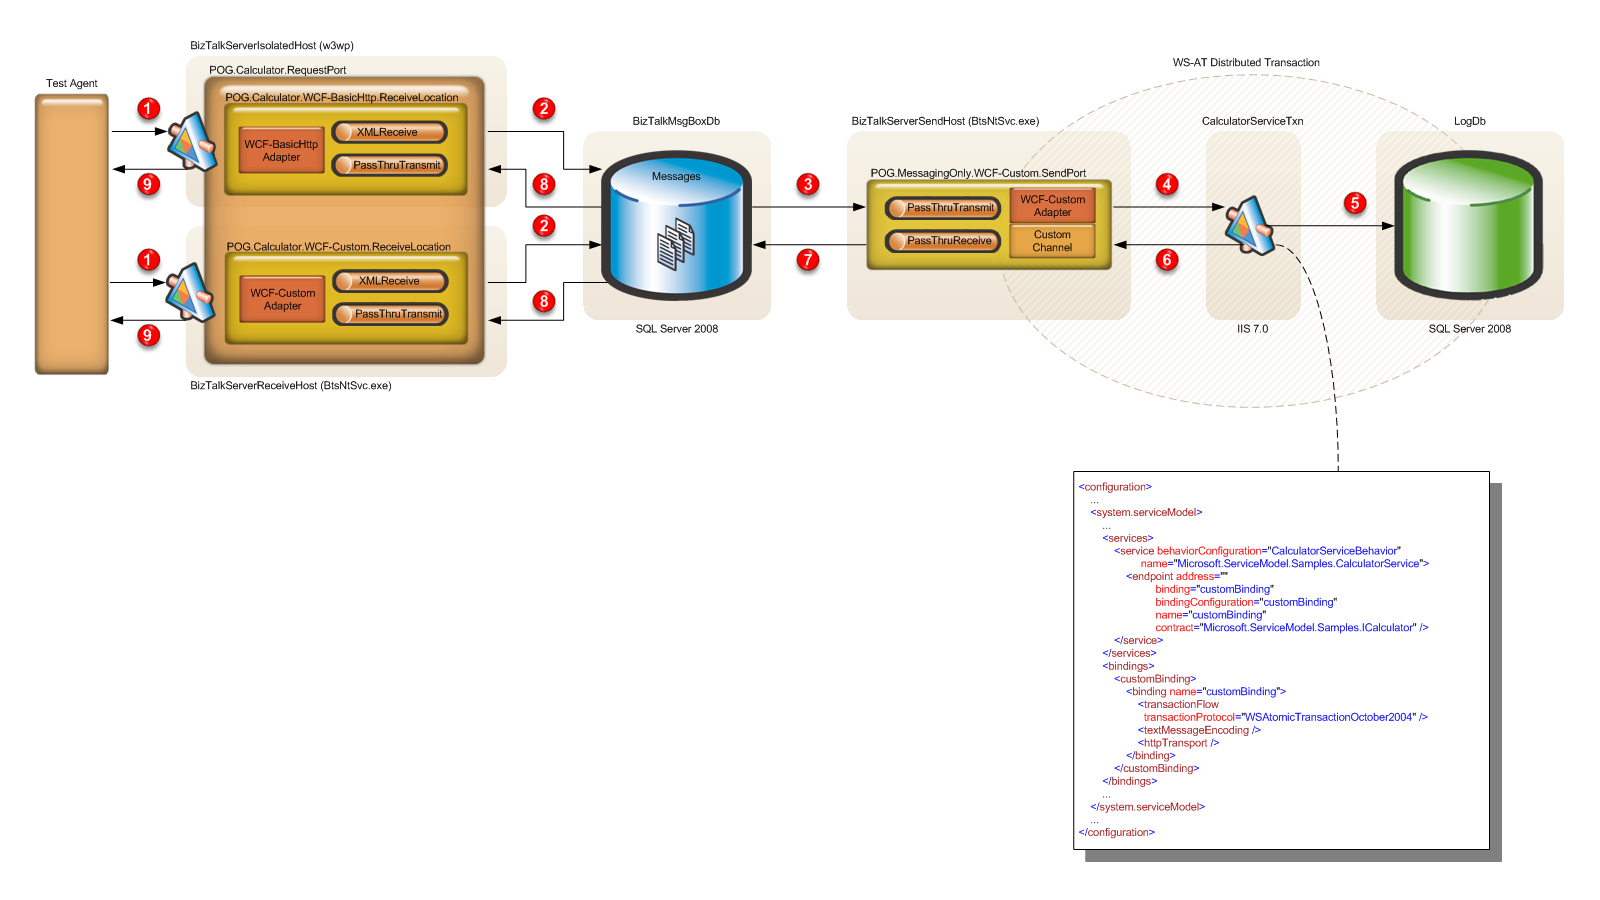 BizTalkServerIsolatedHost (w3wp)
POG.Calculator.RequestPort
Test Agent
POG.Calculator.WCF-BasicHttp.ReceiveLocation
WCF-BasicHttp
Adapter
XMLReceive
PassThruTransmit
1
9
2
8
POG.Calculator.WCF-Custom.ReceiveLocation
WCF-Custom
Adapter
XMLReceive
PassThruTransmit
1
9
2
8
BizTalkServerReceiveHost (BtsNtSvc.exe)
BizTalkMsgBoxDb
Messages
SQL Server 2008
3
7
BizTalkServerSendHost (BtsNtSvc.exe)
POG.MessagingOnly.WCF-Custom.SendPort
PassThruTransmit
PassThruReceive
WCF-Custom
Adapter
Custom
Channel
4
6
WS-AT Distributed Transaction
CalculatorServiceTxn
IIS 7.0
5
LogDb
SQL Server 2008
<configuration>
...
<system.serviceModel>
...
<services>
<service behaviorConfiguration="CalculatorServiceBehavior"
name="Microsoft.ServiceModel.Samples.CalculatorService">
<endpoint address=""
binding="customBinding"
bindingConfiguration="customBinding"
name="customBinding"
contract="Microsoft.ServiceModel.Samples.ICalculator" />
</service>
</services>
<bindings>
<customBinding>
<binding name="customBinding">
<transactionFlow
transactionProtocol="WSAtomicTransactionOctober2004" />
<textMessageEncoding />
<httpTransport />
</binding>
</customBinding>
</bindings>
...
</system.serviceModel>
...
</configuration>